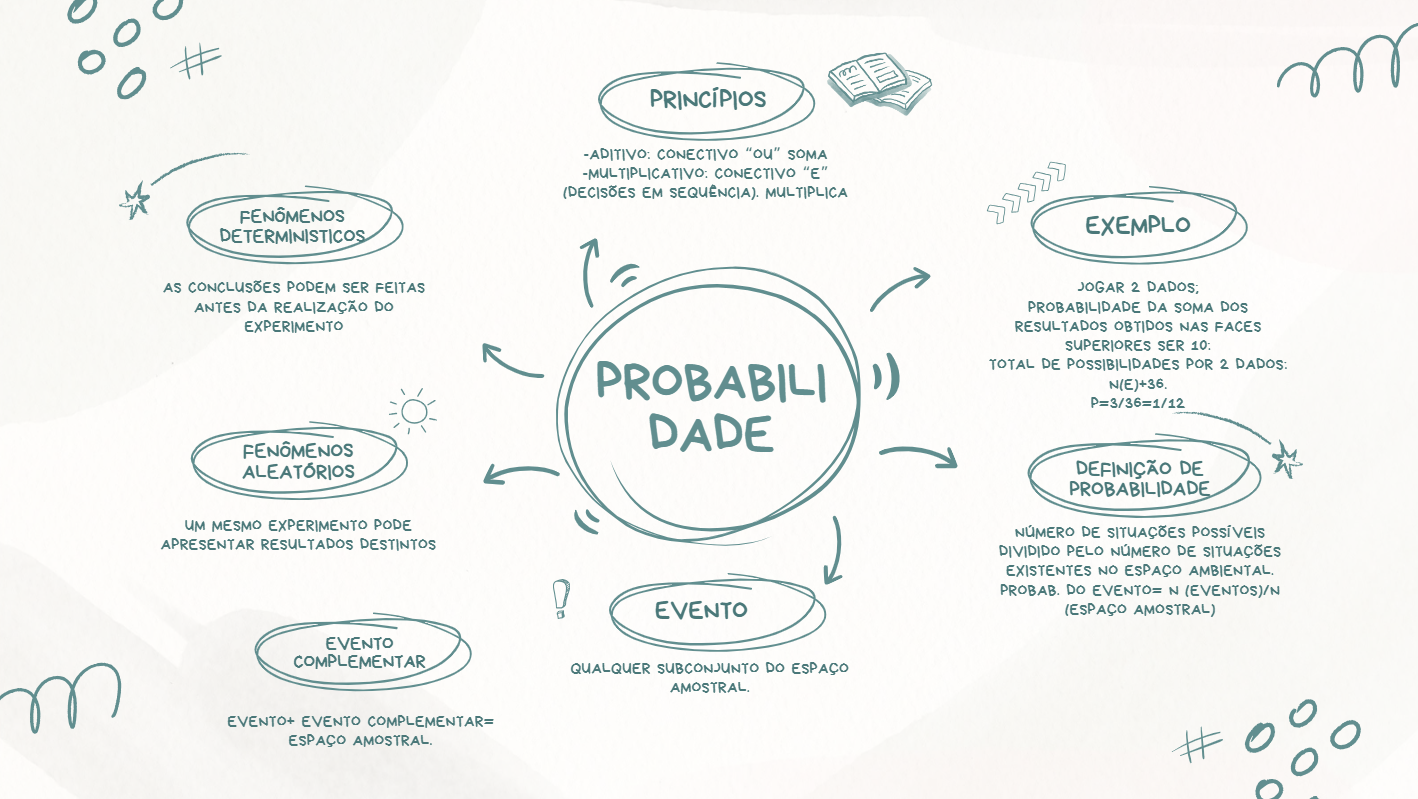 PRINCÍPIOS
-ADITIVO: CONECTIVO "OU" SOMA
-MULTIPLICATIVO: CONECTIVO "E"
(DECISÕES EM SEQUÊNCIA). MULTIPLICA
FENÔMENOS
DETERMINISTICOS
AS CONCLUSÕES PODEM SER FEITAS
ANTES DA REALIZAÇÃO DO
EXPERIMENTO
EXEMPLO
JOGAR 2 DADOS;
PROBABILIDADE DA SOMA DOS
RESULTADOS OBTIDOS NAS FACES
SUPERIORES SER 10:
TOTAL DE POSSIBILIDADES POR 2 DADOS:
N(E)+36.
P=3/36=1/12
PROBABILI
DADE
FENÔMENOS
ALEATÓRIOS
UM MESMO EXPERIMENTO PODE
APRESENTAR RESULTADOS DESTINTOS
DEFINIÇÃO DE
PROBABILIDADE
NÚMERO DE SITUAÇÕES POSSÍVEIS
DIVIDIDO PELO NÚMERO DE SITUAÇÕES
EXISTENTES NO ESPAÇO AMBIENTAL.
PROBAB. DO EVENTO= N (EVENTOS)/N
(ESPAÇO AMOSTRAL)
EVENTO
QUALQUER SUBCONJUNTO DO ESPAÇO
AMOSTRAL.
EVENTO
COMPLEMENTAR
EVENTO+ EVENTO COMPLEMENTAR=
ESPAÇO AMOSTRAL.